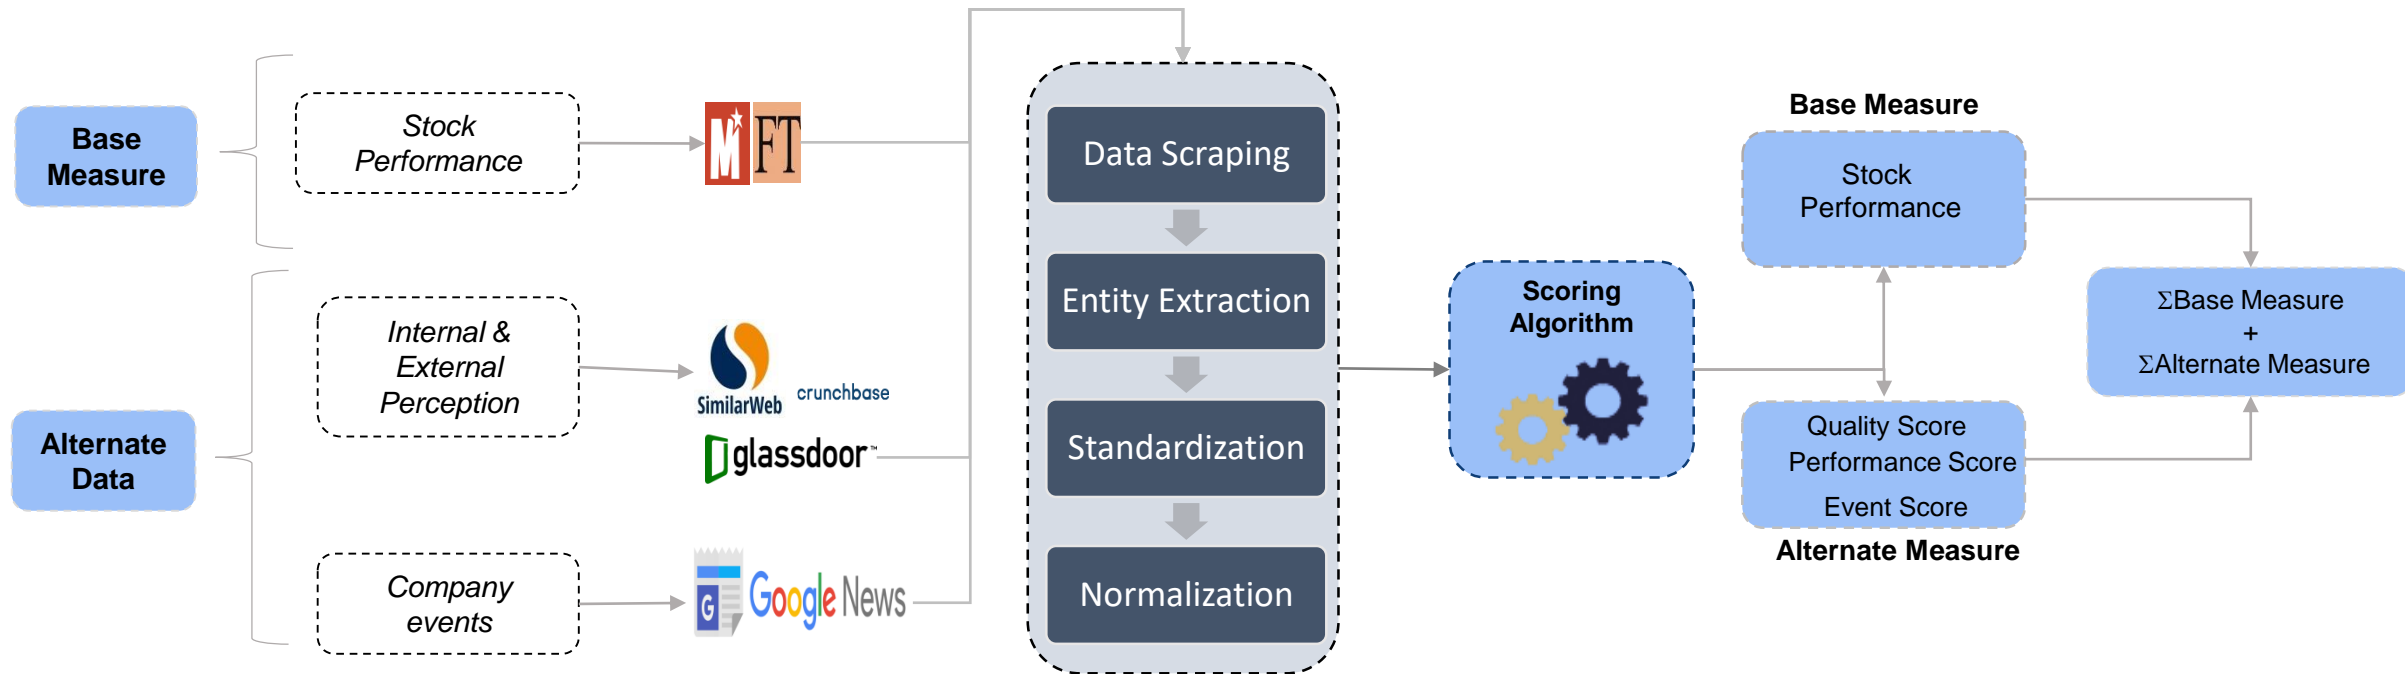 Base
Measure
Stock
Performance
M
FT
Alternate
Data
Internal &
External
Perception
SimilarWeb
crunchbase
glassdoor™
Company
events
G
Google News
Data Scraping
Entity Extraction
Standardization
Normalization
Scoring
Algorithm
Base Measure
Stock
Performance
Quality Score
Performance Score
Event Score
Alternate Measure
ΣBase Measure
+
ΣAlternate Measure